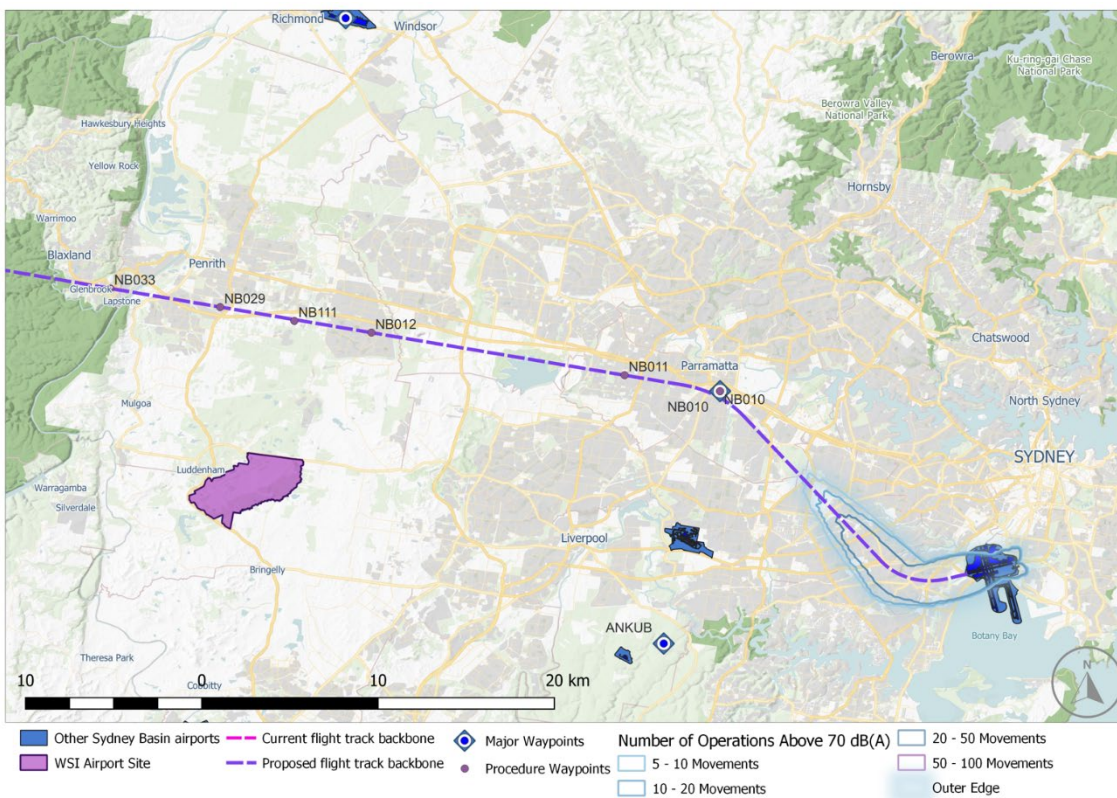 Richmond
Windsor
Berowra
Ku-ring-gai Chase
National Park
Berowra Valley
National Park
Hawkesbury Heights
Yellow Rock
Hornsby
Warrimoo
Blaxland
Penrith
NB033
Glenbrook
Lapstone
NB029
NB111
NB012
Chatswood
Parramatta
NB011
NB010
NB010
North Sydney
Mulgoa
SYDNEY
Luddenham
Warragamba
Silverdale
Liverpool
Bringelly
ANKUB
Botany Bay
Theresa Park
Cobbitty
N
10 0 10 20 km
Other Sydney Basin airports
WSI Airport Site
Current flight track backbone
Proposed flight track backbone
Major Waypoints
Procedure Waypoints
Number of Operations Above 70 dB(A)
5 - 10 Movements
10 - 20 Movements
20 - 50 Movements
50 - 100 Movements
Outer Edge